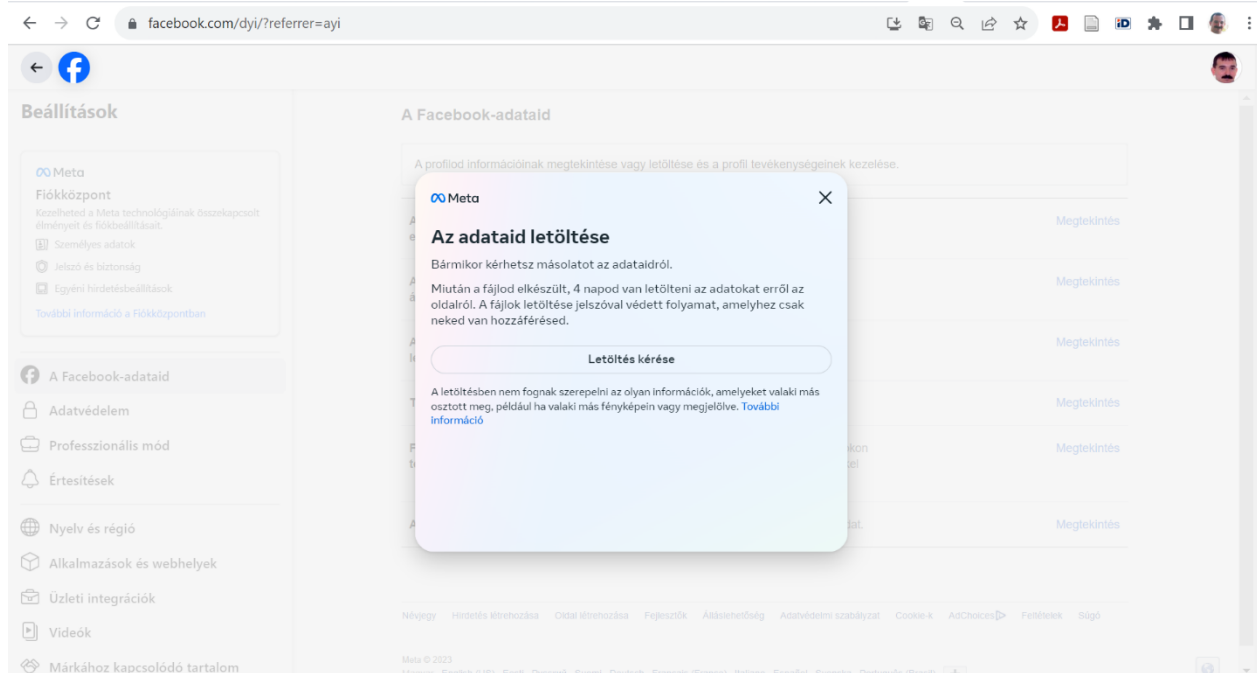 facebook.com/dyi/?referrer=ayi
Beállítások
Meta
Fiókközpont
Kezelheted a Meta technológiáinak összekapcsolt
élményeit és fiókbeállításait.
Személyes adatok
Jelszó és biztonság
Egyéni hirdetésbeállítások
További információ a Fiókközpontban
A Facebook-adataid
Adatvédelem
Professzionális mód
Értesítések
Nyelv és régió
Alkalmazások és webhelyek
Üzleti integrációk
Videók
Márkához kapcsolódó tartalom
A Facebook-adataid
A profilod információinak megtekintése vagy letöltése és a profil tevékenységeinek kezelése.
Megtekintés
Megtekintés
Megtekintés
Megtekintés
Megtekintés
Megtekintés
Meta
Az adataid letöltése
Bármikor kérhetsz másolatot az adataidról.
Miután a fájlod elkészült, 4 napod van letölteni az adatokat erről az
oldalról. A fájlok letöltése jelszóval védett folyamat, amelyhez csak
neked van hozzáférésed.
Letöltés kérése
A letöltésben nem fognak szerepelni az olyan információk, amelyeket valaki más
osztott meg, például ha valaki más fényképein vagy megjelölve. További
információ
Névjegy Hirdetés létrehozása Oldal létrehozása Fejlesztők Álláslehetőség Adatvédelmi szabályzat Cookie-k AdChoices Feltételek Súgó
Meta © 2023